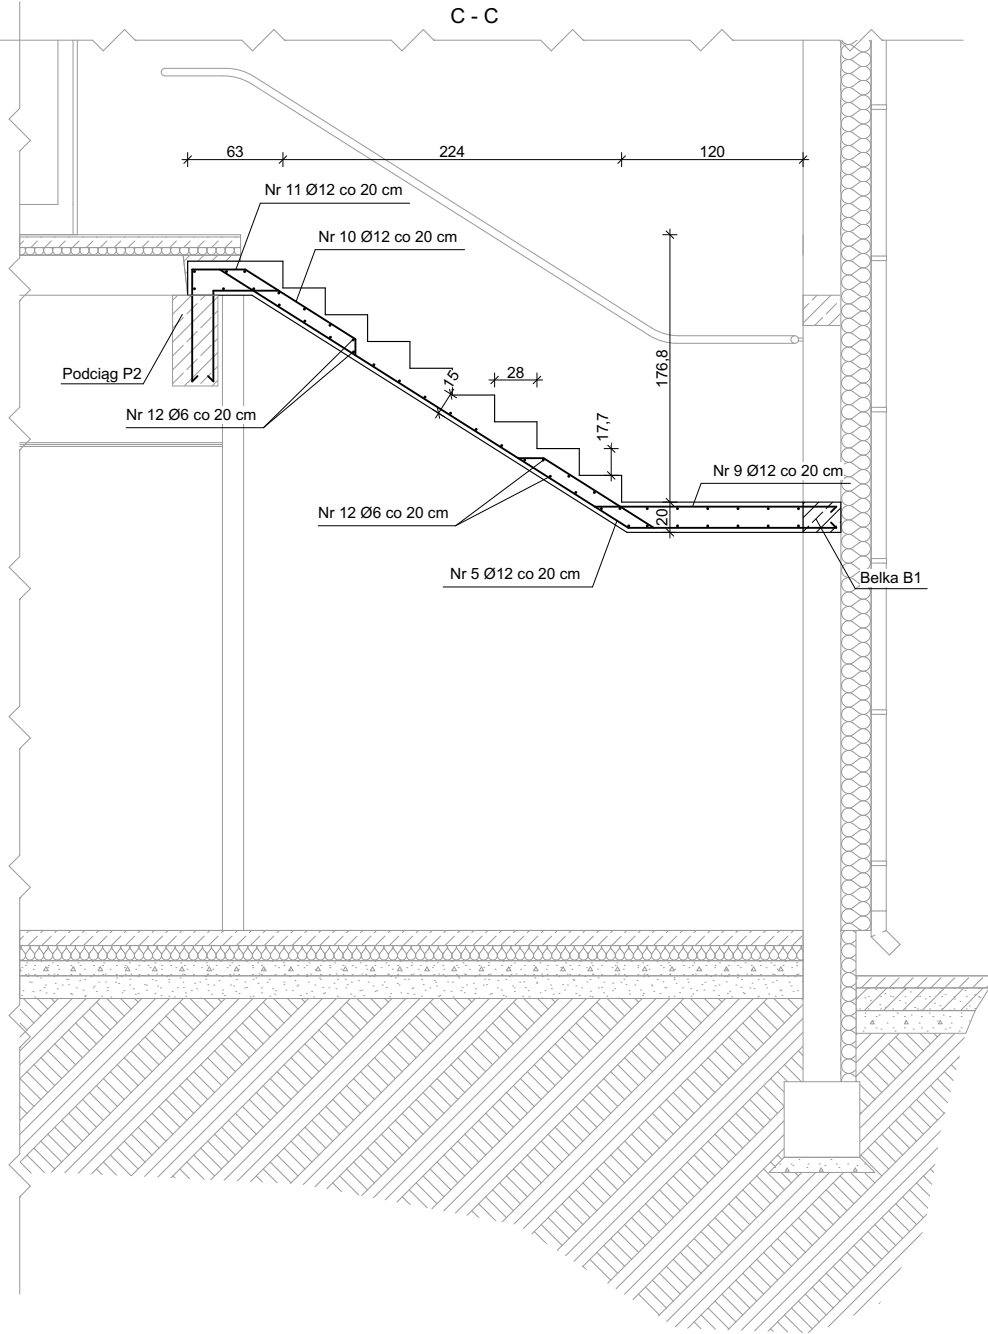 C - C
63
224
120
Nr 11 Ø12 co 20 cm
Nr 10 Ø12 co 20 cm
176,8
Podciąg P2
15
28
Nr 12 Ø6 co 20 cm
17,7
Nr 9 Ø12 co 20 cm
Nr 12 Ø6 co 20 cm
20
Nr 5 Ø12 co 20 cm
Belka B1